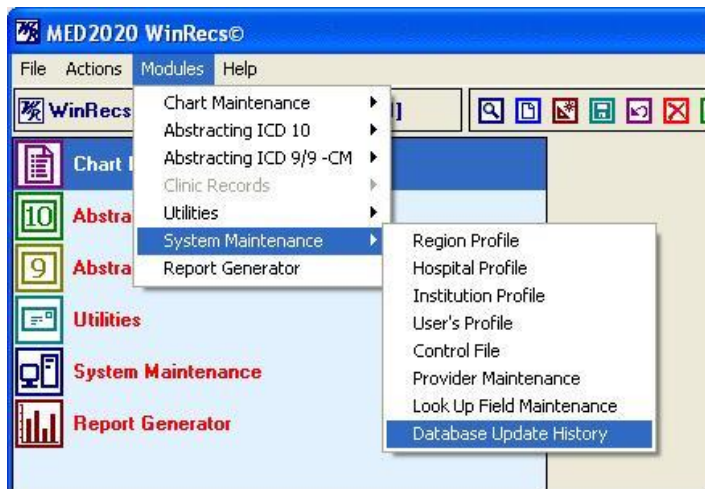 MED2020 WinRecs©
File Actions Modules Help
WinRecs
Chart Maintenance
Abstracting ICD 10
Abstracting ICD 9/9 -CM
Clinic Records
Utilities
System Maintenance
Report Generator
Region Profile
Hospital Profile
Institution Profile
User's Profile
Control File
Provider Maintenance
Look Up Field Maintenance
Database Update History
Chart
10 Abstra
9 Abstra
Utilities
System Maintenance
Report Generator